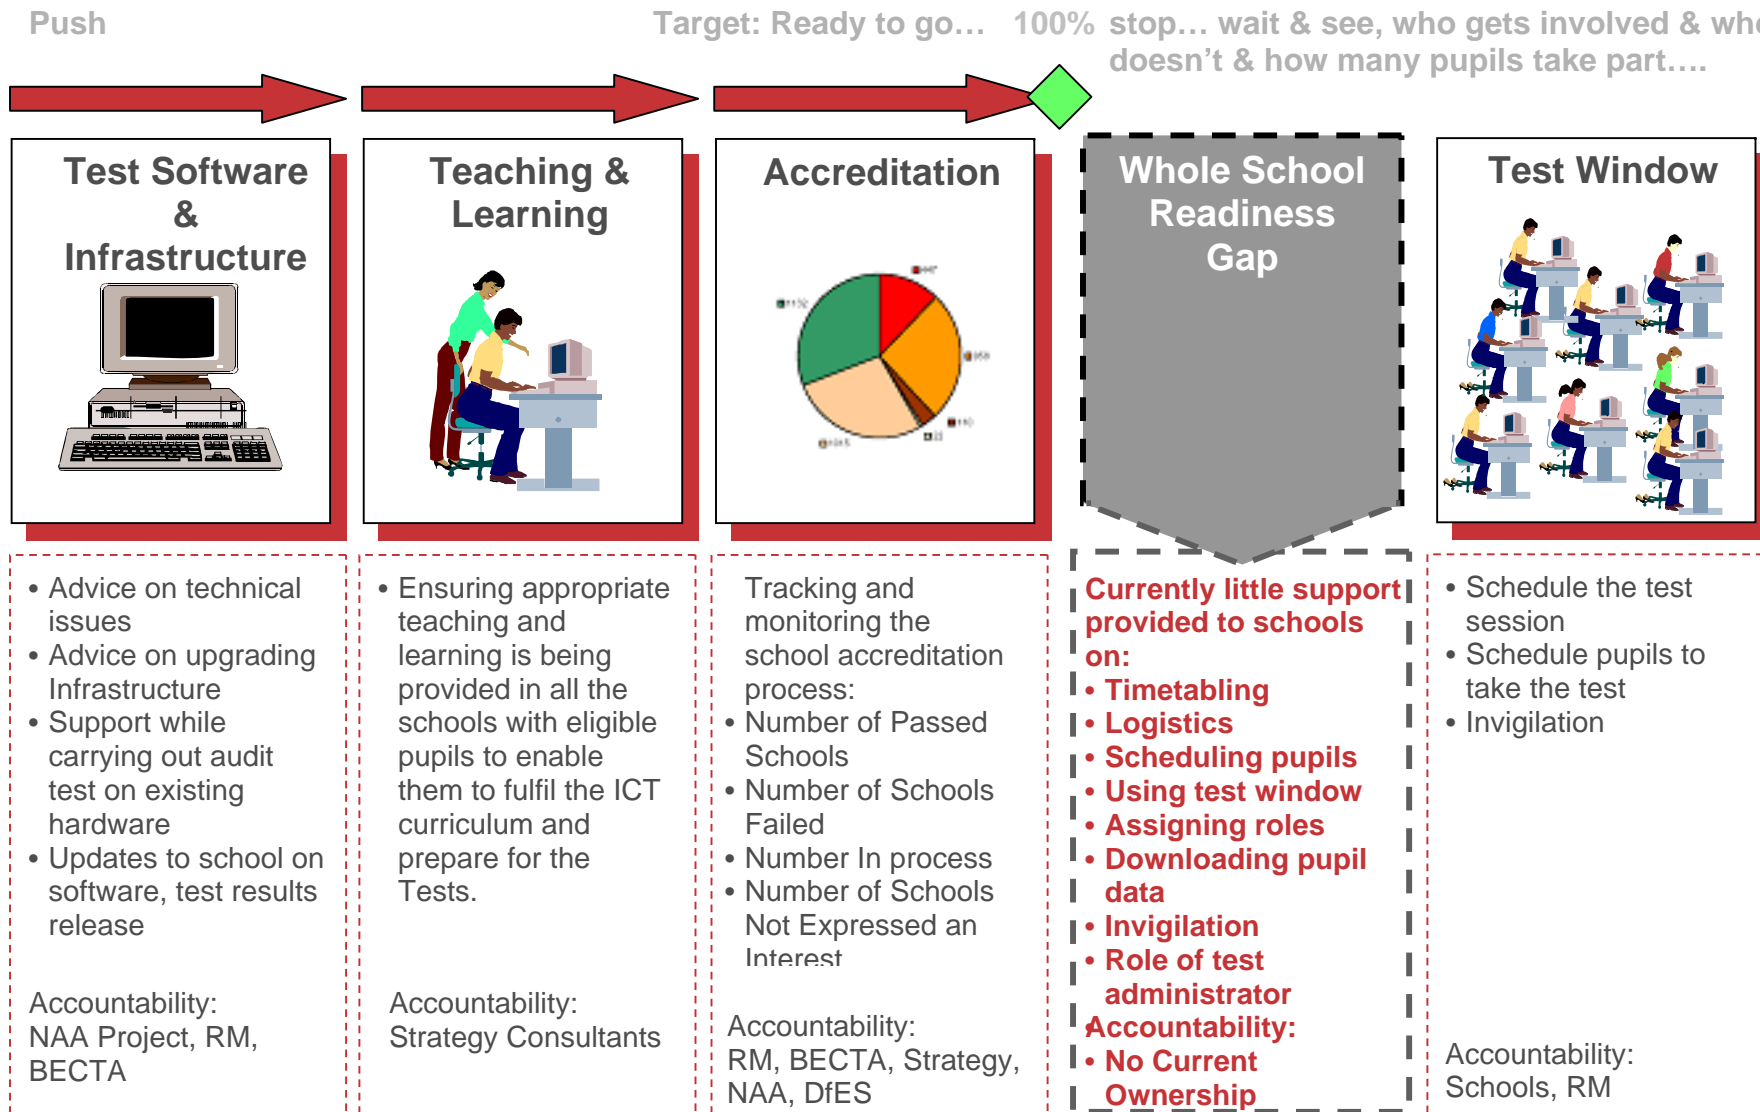 Push
Target: Ready to go…
100%
stop… wait & see, who gets involved &
doesn't & how many pupils take part….
Test Software
&
Infrastructure
Teaching &
Learning
Accreditation
Whole School
Readiness
Gap
Test Window
• Advice on technical
issues
• Advice on upgrading
Infrastructure
• Support while
carrying out audit
test on existing
hardware
• Updates to school on
software, test results
release
Accountability:
NAA Project, RM,
BECTA
• Ensuring appropriate
teaching and
learning is being
provided in all the
schools with eligible
pupils to enable
them to fulfil the ICT
curriculum and
prepare for the
Tests.
Accountability:
Strategy Consultants
Tracking and
monitoring the
school accreditation
process:
• Number of Passed
Schools
• Number of Schools
Failed
• Number In process
• Number of Schools
Not Expressed an
Interest
Accountability:
RM, BECTA, Strategy,
NAA, DfES
Currently little support
provided to schools
on:
• Timetabling
• Logistics
• Scheduling pupils
• Using test window
• Assigning roles
• Downloading pupil
data
• Invigilation
• Role of test
administrator
•Accountability:
• No Current
Ownership
• Schedule the test
session
• Schedule pupils to
take the test
• Invigilation
Accountability:
Schools, RM